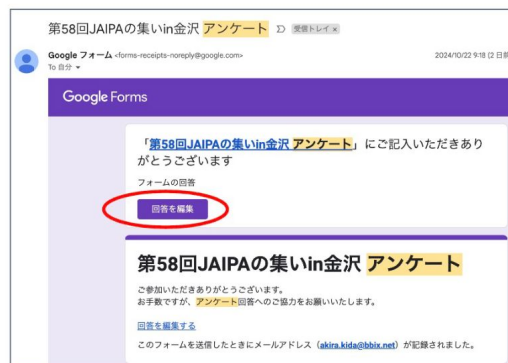 第58回JAIPAの集いin金沢 アンケート 受信トレイ ×
Google フォーム <forms-receipts-noreply@google.com>
2024/10/22 9:18 (2 日前
To 自分
Google Forms
「第58回JAIPAの集いin金沢 アンケート」にご記入いただきあり
がとうございます
フォームの回答
回答を編集
第58回JAIPAの集いin金沢 アンケート
ご参加いただきありがとうございます。
お手数ですが、アンケート回答へのご協力をお願いいたします。
回答を編集する
このフォームを送信したときにメールアドレス（akira.kida@bbix.net）が記録されました。